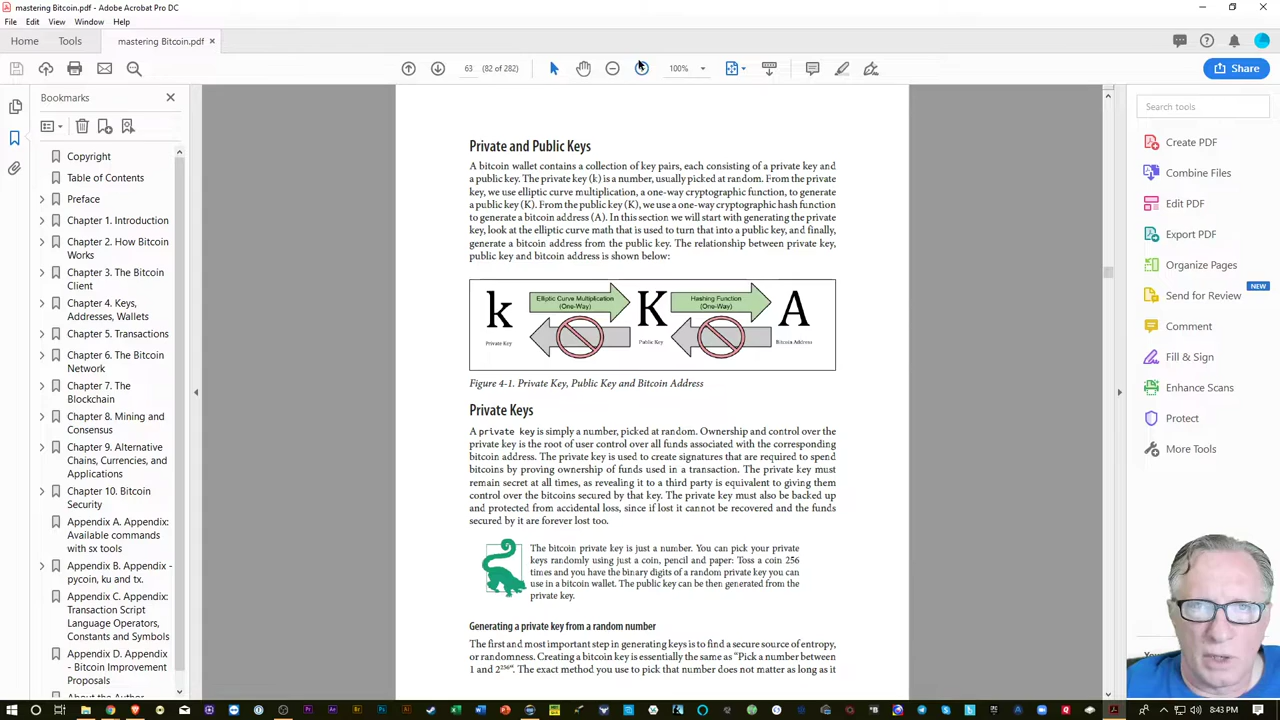 mastering Bitcoin.pdf - Adobe Acrobat Pro DC
File Edit View Window Help
Home Tools mastering Bitcoin.pdf ×
63 (82 of 282) 100% Share
Bookmarks
Copyright
Table of Contents
Preface
Chapter 1. Introduction
Chapter 2. How Bitcoin
Works
Chapter 3. The Bitcoin
Client
Chapter 4. Keys,
Addresses, Wallets
Chapter 5. Transactions
Chapter 6. The Bitcoin
Network
Chapter 7. The
Blockchain
Chapter 8. Mining and
Consensus
Chapter 9. Alternative
Chains, Currencies, and
Applications
Chapter 10. Bitcoin
Security
Appendix A. Appendix:
Available commands
with sx tools
Appendix B. Appendix -
pycoin, ku and tx.
Appendix C. Appendix:
Transaction Script
Language Operators,
Constants and Symbols
Appendix D. Appendix
- Bitcoin Improvement
Proposals
About the Author
Private and Public Keys
A bitcoin wallet contains a collection of key pairs, each consisting of a private key and
a public key. The private key (k) is a number, usually picked at random. From the private
key, we use elliptic curve multiplication, a one-way cryptographic function, to generate
a public key (K). From the public key (K), we use a one-way cryptographic hash function
to generate a bitcoin address (A). In this section we will start with generating the private
key, look at the elliptic curve math that is used to turn that into a public key, and finally,
generate a bitcoin address from the public key. The relationship between private key,
public key and bitcoin address is shown below:
k Elliptic Curve Multiplication K Hashing Function A
(One-Way) (One-Way)
Private Key Public Key Bitcoin Address
Figure 4-1. Private Key, Public Key and Bitcoin Address
Private Keys
A private key is simply a number, picked at random. Ownership and control over the
private key is the root of user control over all funds associated with the corresponding
bitcoin address. The private key is used to create signatures that are required to spend
bitcoins by proving ownership of funds used in a transaction. The private key must
remain secret at all times, as revealing it to a third party is equivalent to giving them
control over the bitcoins secured by that key. The private key must also be backed up
and protected from accidental loss, since if lost it cannot be recovered and the funds
secured by it are forever lost too.
The bitcoin private key is just a number. You can pick your private
keys randomly using just a coin, pencil and paper: Toss a coin 256
times and you have the binary digits of a random private key you can
use in a bitcoin wallet. The public key can be then generated from the
private key.
Generating a private key from a random number
The first and most important step in generating keys is to find a secure source of entropy,
or randomness. Creating a bitcoin key is essentially the same as "Pick a number between
1 and 2²⁵⁶". The exact method you use to pick that number does not matter as long as it
Search tools
Create PDF
Combine Files
Edit PDF
Export PDF
Organize Pages
Send for Review NEW
Comment
Fill & Sign
Enhance Scans
Protect
More Tools
8:43 PM